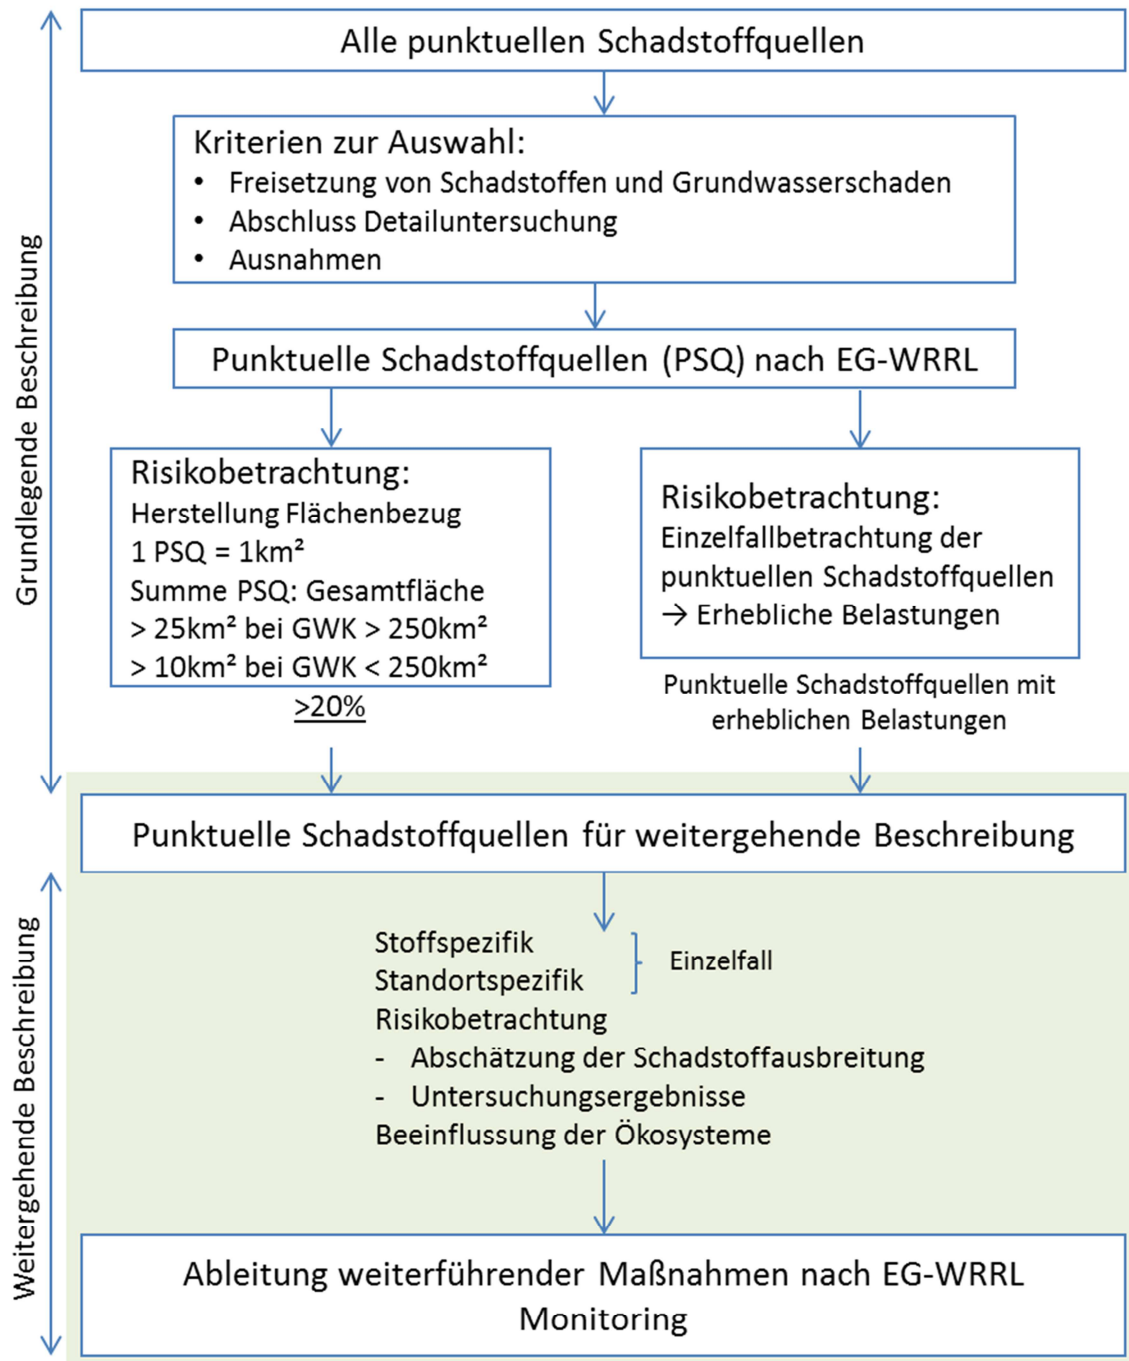 Alle punktuellen Schadstoffquellen
Kriterien zur Auswahl:
• Freisetzung von Schadstoffen und Grundwasserschaden
• Abschluss Detailuntersuchung
• Ausnahmen
Punktuelle Schadstoffquellen (PSQ) nach EG-WRRL
Risikobetrachtung:
Herstellung Flächenbezug
1 PSQ = 1km²
Summe PSQ: Gesamtfläche
> 25km² bei GWK > 250km²
> 10km² bei GWK < 250km²
>20%
Risikobetrachtung:
Einzelfallbetrachtung der
punktuellen Schadstoffquellen
→ Erhebliche Belastungen
Punktuelle Schadstoffquellen mit
erheblichen Belastungen
Grundlegende Beschreibung
Punktuelle Schadstoffquellen für weitergehende Beschreibung
Stoffspezifik
Standortspezifik
Einzelfall
Risikobetrachtung
- Abschätzung der Schadstoffausbreitung
- Untersuchungsergebnisse
Beeinflussung der Ökosysteme
Ableitung weiterführender Maßnahmen nach EG-WRRL
Monitoring
Weitergehende Beschreibung